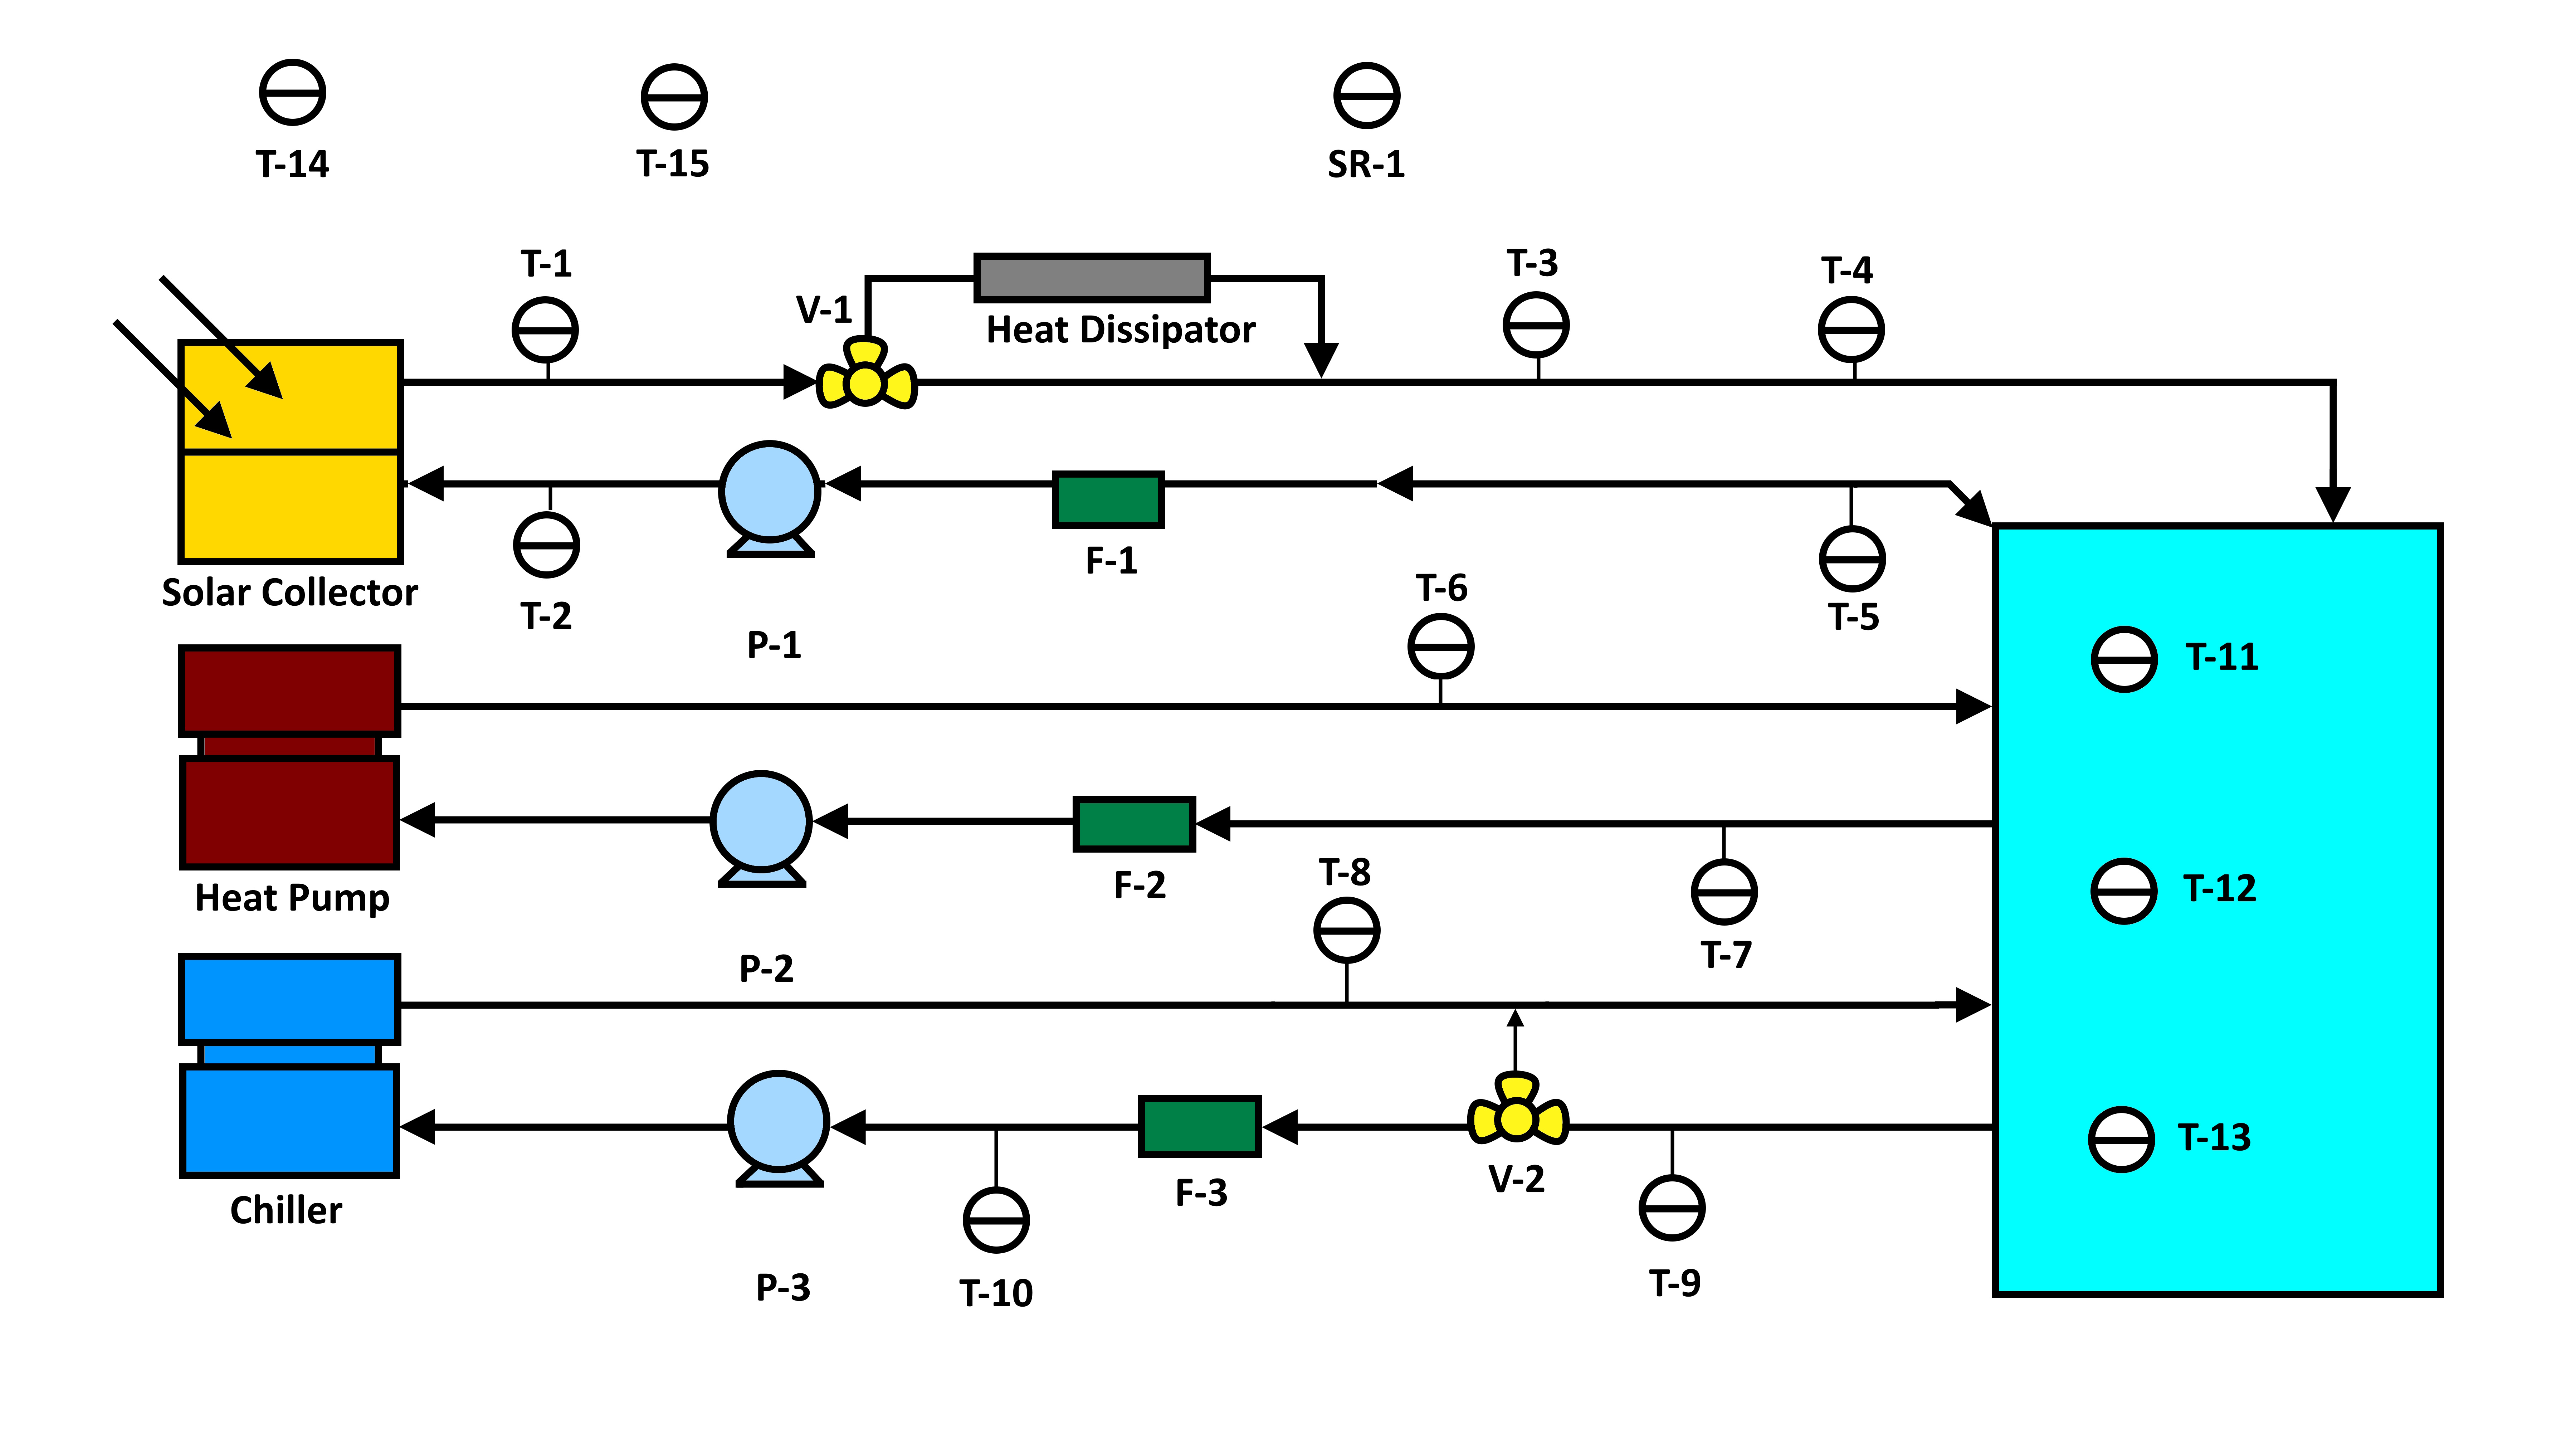 T-14
T-15
SR-1
T-1
V-1
Heat Dissipator
T-3
T-4
Solar Collector
T-2
P-1
F-1
T-6
T-5
T-11
Heat Pump
P-2
F-2
T-8
T-7
T-12
Chiller
P-3
T-10
F-3
V-2
T-9
T-13